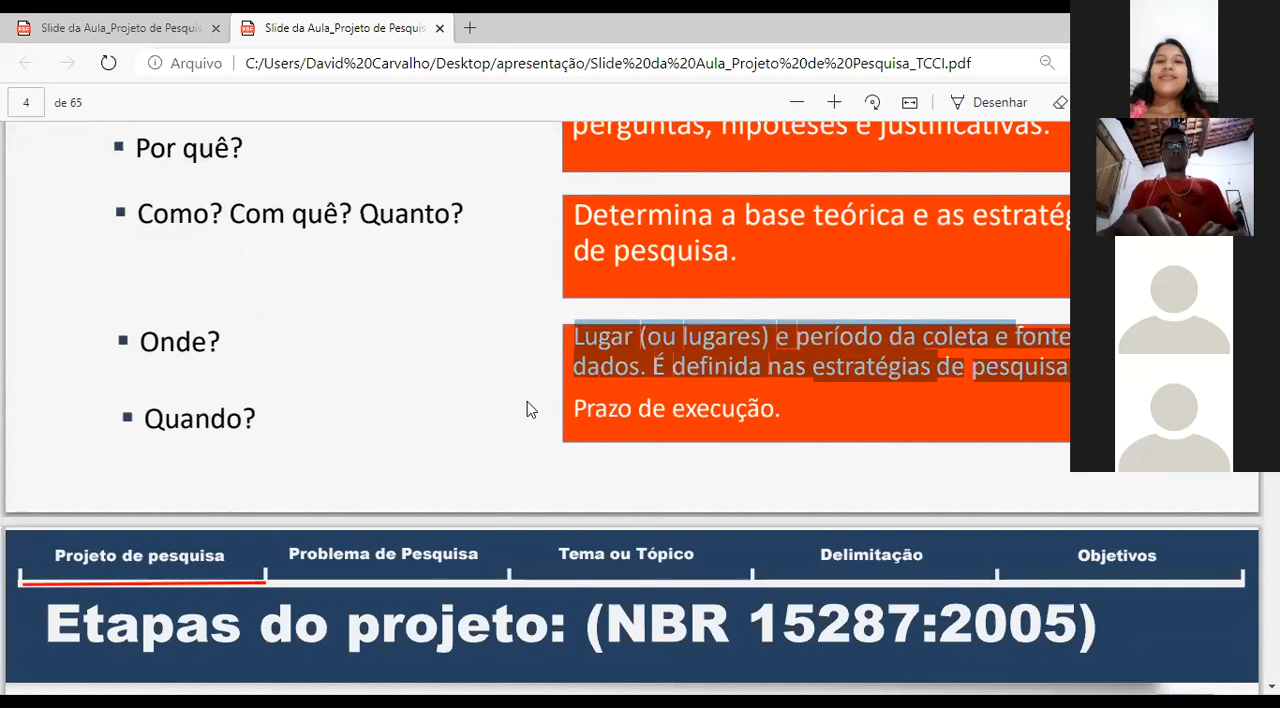 Slide da Aula_Projeto de Pesquis
Slide da Aula_Projeto de Pesquis
Arquivo
C:/Users/David%20Carvalho/Desktop/apresentação/Slide%20da%20Aula_Projeto%20de%20Pesquisa_TCCI.pdf
4 de 65
Desenhar
perguntas, hipóteses e justificativas.
Por quê?
Como? Com quê? Quanto?
Determina a base teórica e as estratég
de pesquisa.
Onde?
Lugar (ou lugares) e período da coleta e fonte
dados. É definida nas estratégias de pesquisa
Quando?
Prazo de execução.
Projeto de pesquisa
Problema de Pesquisa
Tema ou Tópico
Delimitação
Objetivos
Etapas do projeto: (NBR 15287:2005)